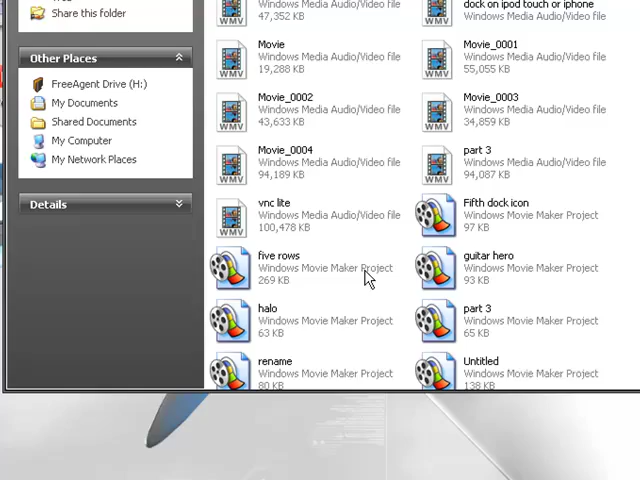 Share this folder
Other Places
FreeAgent Drive (H:)
My Documents
Shared Documents
My Computer
My Network Places
Details
47,352 KB
dock on ipod touch or iphone
Windows Media Audio/Video file
Movie
Windows Media Audio/Video file
19,288 KB
WMV
Movie_0001
Windows Media Audio/Video file
55,055 KB
WMV
Movie_0002
Windows Media Audio/Video file
43,633 KB
WMV
Movie_0003
Windows Media Audio/Video file
34,859 KB
WMV
Movie_0004
Windows Media Audio/Video file
94,189 KB
WMV
part 3
Windows Media Audio/Video file
94,087 KB
WMV
vnc lite
Windows Media Audio/Video file
100,478 KB
WMV
Fifth dock icon
Windows Movie Maker Project
97 KB
five rows
Windows Movie Maker Project
269 KB
guitar hero
Windows Movie Maker Project
93 KB
halo
Windows Movie Maker Project
63 KB
part 3
Windows Movie Maker Project
65 KB
rename
Windows Movie Maker Project
80 KB
Untitled
Windows Movie Maker Project
138 KB